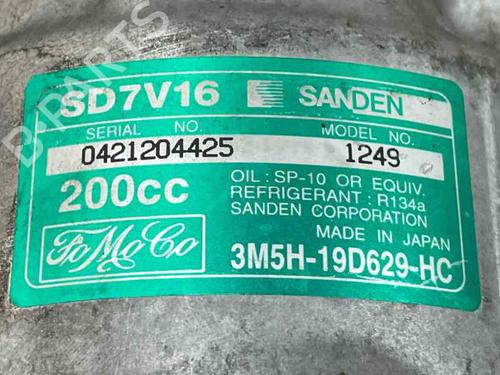 SD7V16 SANDEN
SERIAL NO. MODEL NO.
0421204425 1249
200cc OIL : SP-10 OR EQUIV.
REFRIGERANT : R134a
SANDEN CORPORATION
MADE IN JAPAN
FoMoCo 3M5H-19D629-HC
B-PARTS